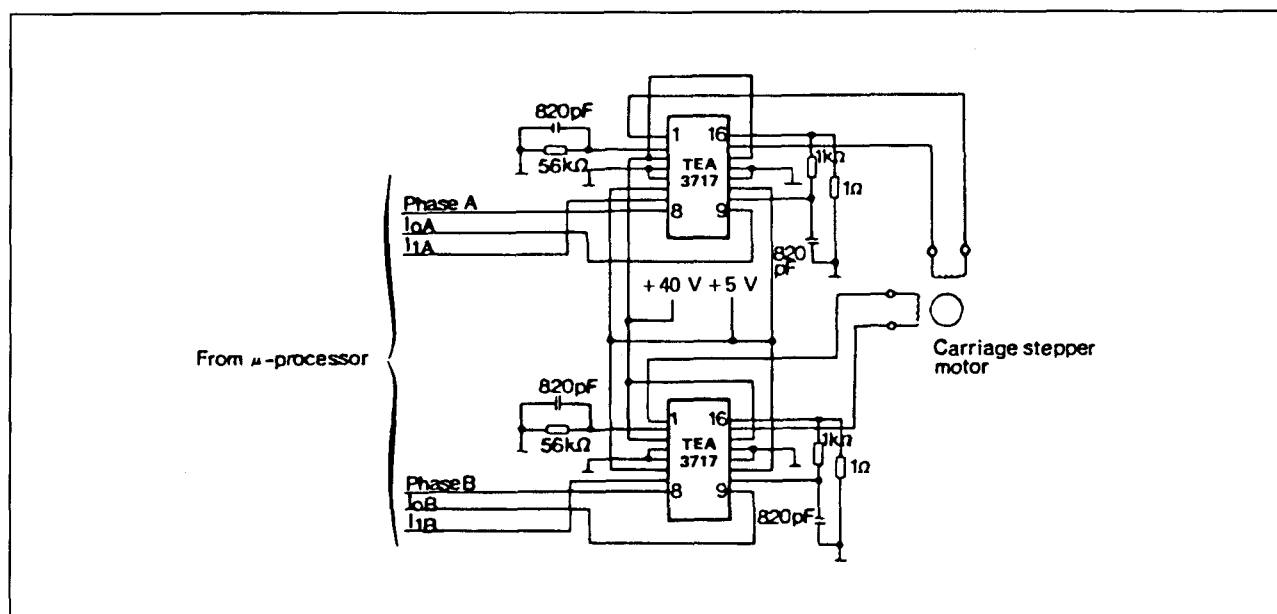 820pF
56kΩ
1
16
TEA
3717
8
9
1kΩ
1Ω
820
pF
Phase A
I₀A
I₁A
+40 V +5 V
From μ-processor
Carriage stepper
motor
820pF
56kΩ
1
16
TEA
3717
8
9
1kΩ
1Ω
820pF
Phase B
I₀B
I₁B